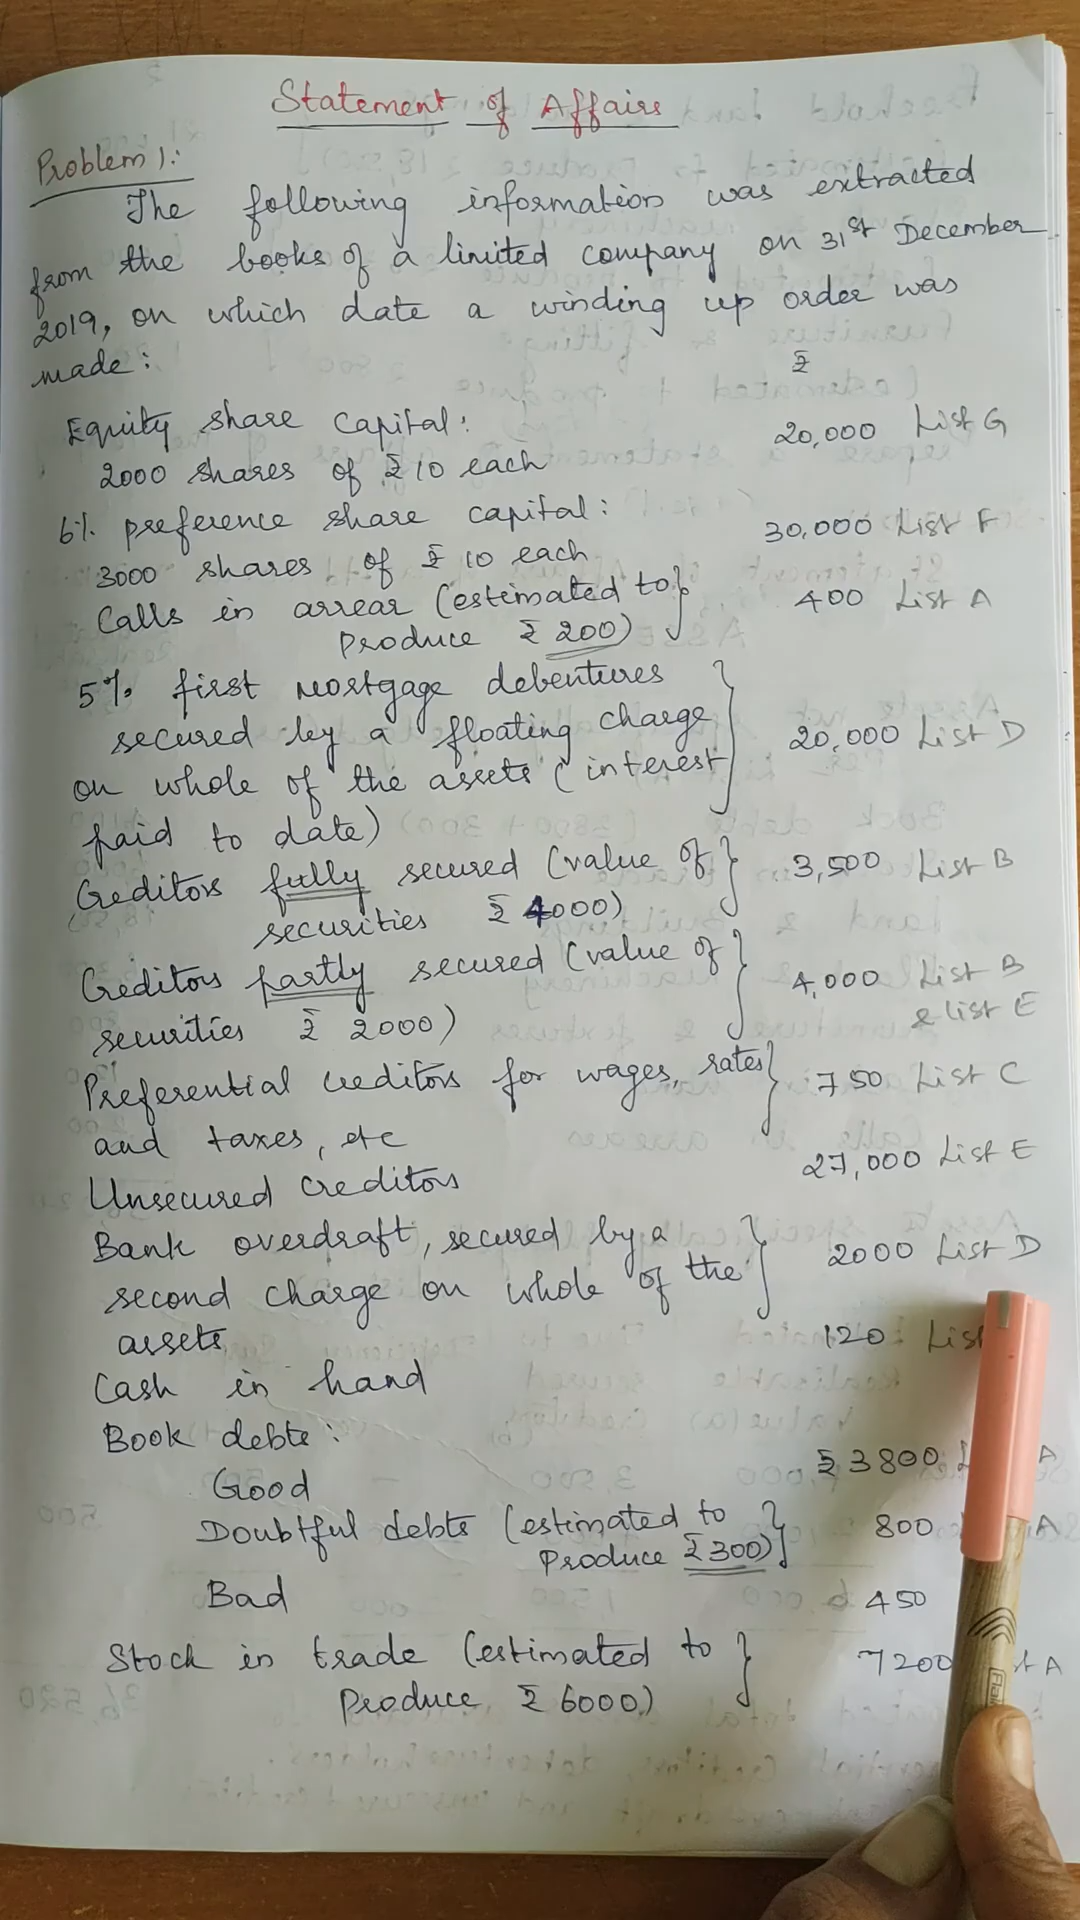 Statement of Affairs
Problem 1:
The following information was extracted
from the books of a limited company on 31st December
2019, on which date a winding up order was
made:
₹
Equity share capital: 20,000 List G
2000 shares of ₹ 10 each
6% preference share capital: 30,000 List F
3000 shares of ₹ 10 each
Calls in arrear (estimated to 400 List A
produce ₹ 200)
5% first mortgage debentures
secured by a floating charge 20,000 List D
on whole of the assets (interest
paid to date)
Creditors fully secured (value of 3,500 List B
securities ₹ 4000)
Creditors partly secured (value of 4,000 List B
securities ₹ 2000) & List E
Preferential creditors for wages, rates 750 List C
and taxes, etc
Unsecured creditors 27,000 List E
Bank overdraft, secured by a 2000 List D
second charge on whole of the
assets
Cash in hand 120 List
Book debts:
Good ₹ 3800 L A
Doubtful debts (estimated to 800 A
Produce ₹ 300)
Bad 450
Stock in trade (estimated to 7200 st A
Produce ₹ 6000)
Flair